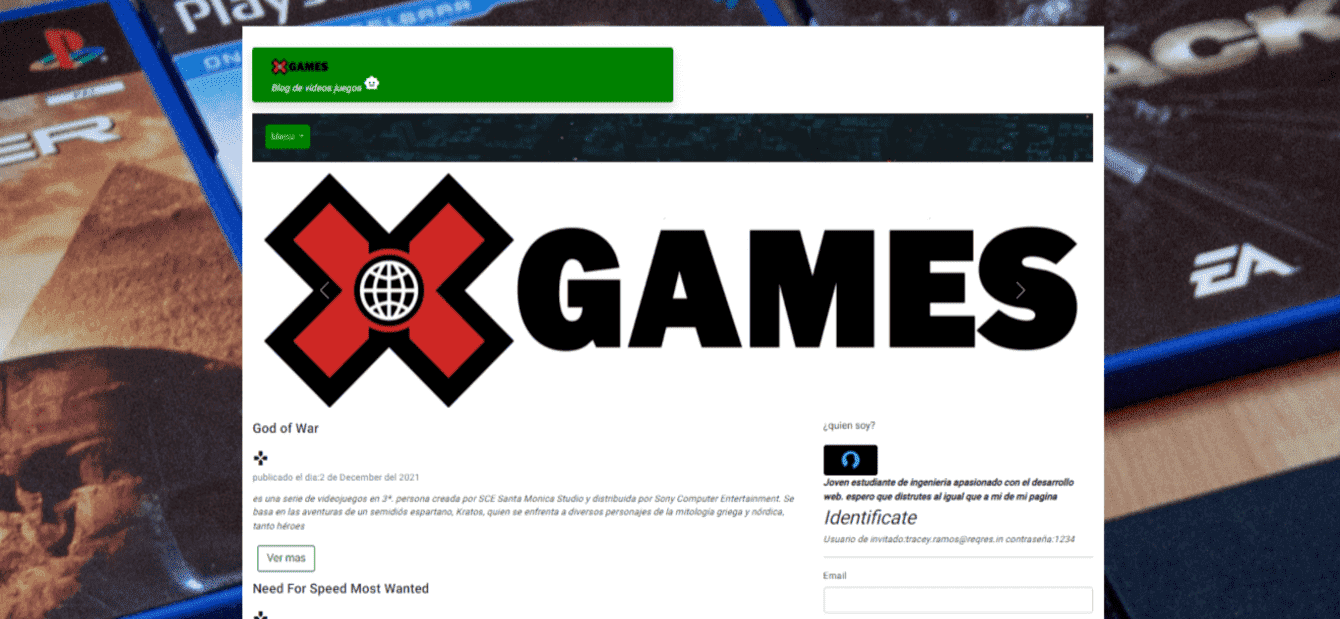 PlayS
GAMES
Blog de videos juegos
Menu
ER
ACK
EA
GAMES
God of War
publicado el dia:2 de December del 2021
es una serie de videojuegos en 3ª. persona creada por SCE Santa Monica Studio y distribuida por Sony Computer Entertainment. Se
basa en las aventuras de un semidiós espartano, Kratos, quien se enfrenta a diversos personajes de la mitología griega y nórdica,
tanto héroes
Ver mas
Need For Speed Most Wanted
¿quien soy?
Joven estudiante de ingenieria apasionado con el desarrollo
web. espero que distrutes al igual que a mi de mi pagina
Identificate
Usuario de invitado:tracey.ramos@reqres.in contraseña:1234
Email